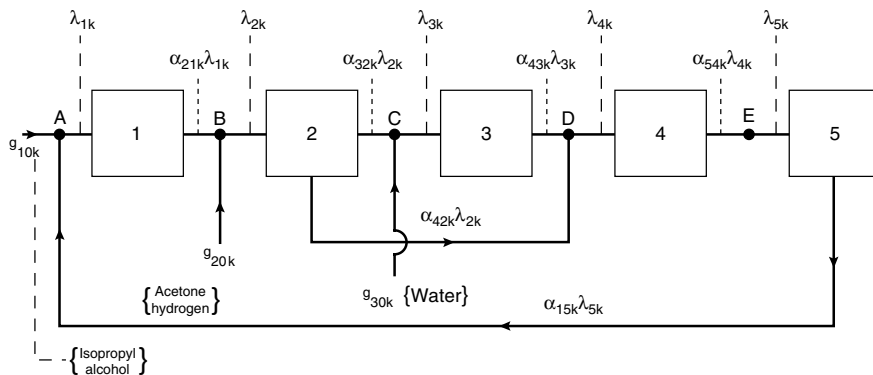 λ1k
λ2k
λ3k
λ4k
λ5k
α21kλ1k
α32kλ2k
α43kλ3k
α54kλ4k
A
1
B
2
C
3
D
4
E
5
g10k
α42kλ2k
g20k
g30k {Water}
{Acetone
hydrogen}
α15kλ5k
{Isopropyl
alcohol}